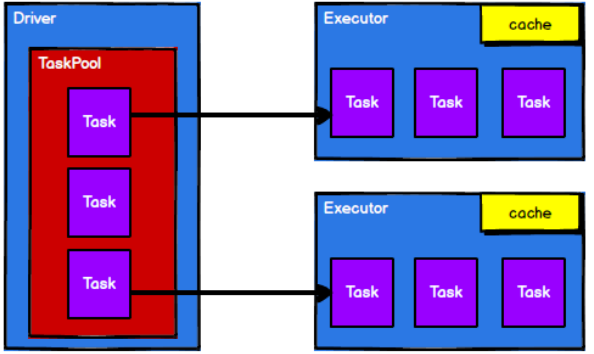 Driver
TaskPool
Task
Task
Task
Executor
cache
Task
Task
Task
Executor
cache
Task
Task
Task